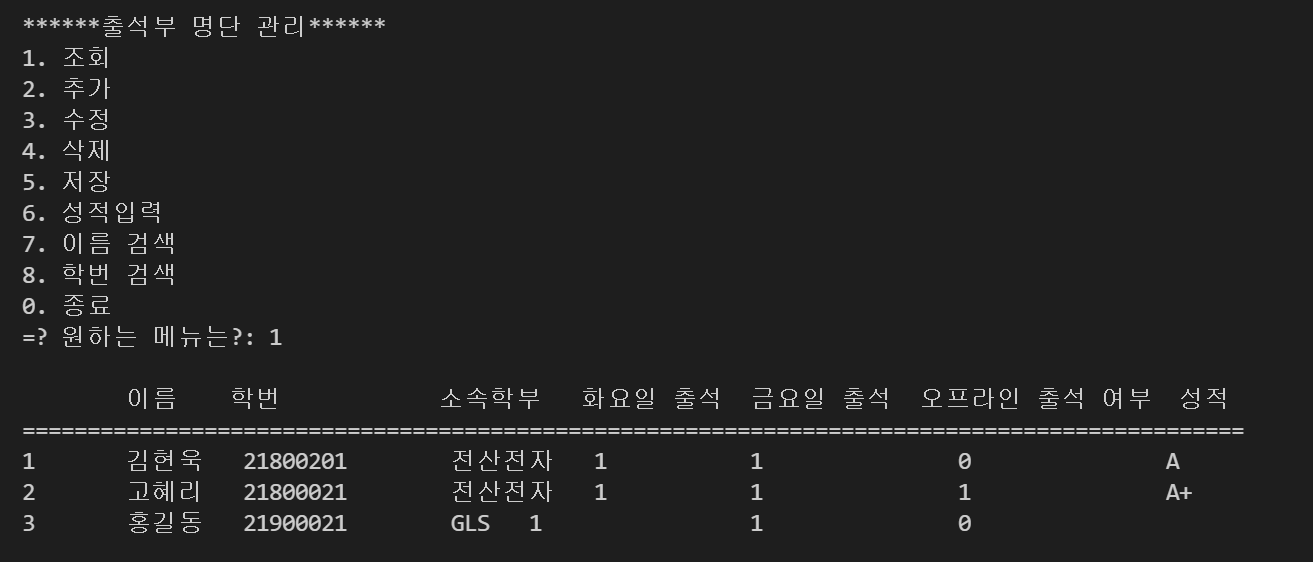 ******출석부 명단 관리******
1. 조회
2. 추가
3. 수정
4. 삭제
5. 저장
6. 성적입력
7. 이름 검색
8. 학번 검색
0. 종료
=? 원하는 메뉴는?: 1
이름 학번 소속학부 화요일 출석 금요일 출석 오프라인 출석 여부 성적
==============================================================================================
1 김현욱 21800201 전산전자 1 1 0 A
2 고혜리 21800021 전산전자 1 1 1 A+
3 홍길동 21900021 GLS 1 1 0